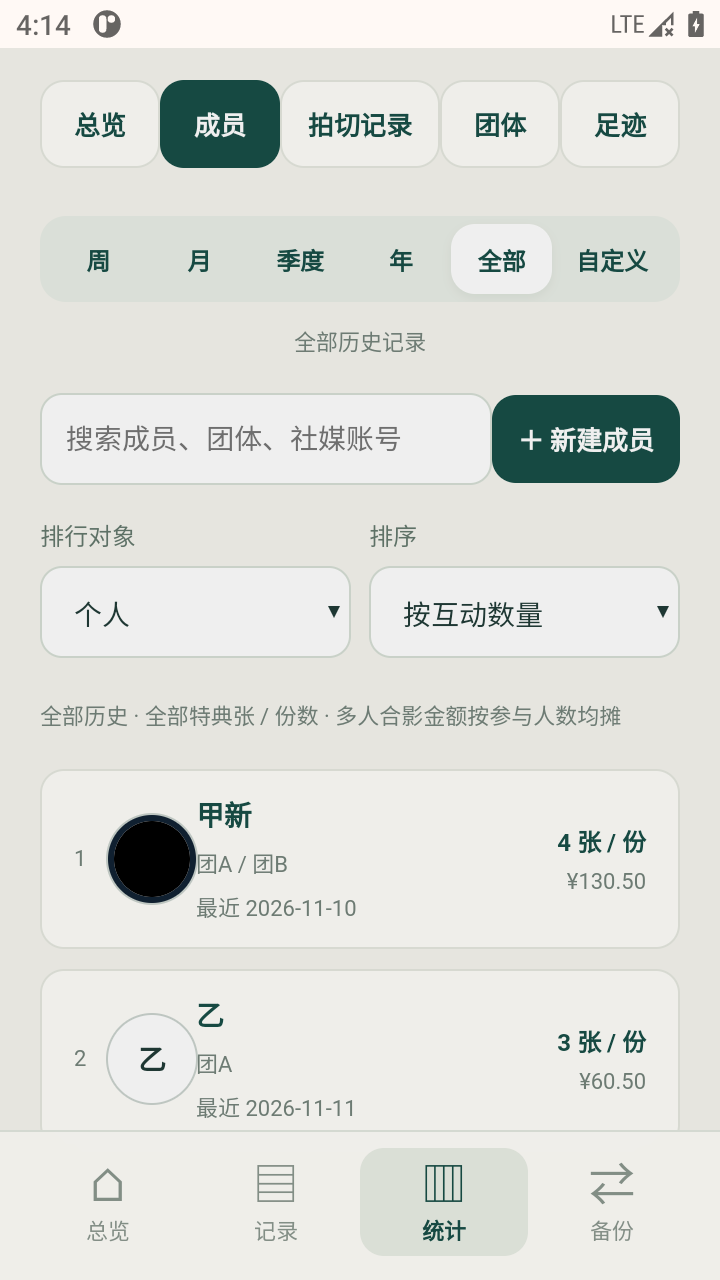 4:14 LTE
总览 成员 拍切记录 团体 足迹
周 月 季度 年 全部 自定义
全部历史记录
搜索成员、团体、社媒账号 ＋新建成员
排行对象 排序
个人 ▼ 按互动数量 ▼
全部历史 · 全部特典张 / 份数 · 多人合影金额按参与人数均摊
甲新
1 团A / 团B 4 张 / 份
¥130.50
最近 2026-11-10
乙
2 乙 团A 3 张 / 份
¥60.50
最近 2026-11-11
总览 记录 统计 备份